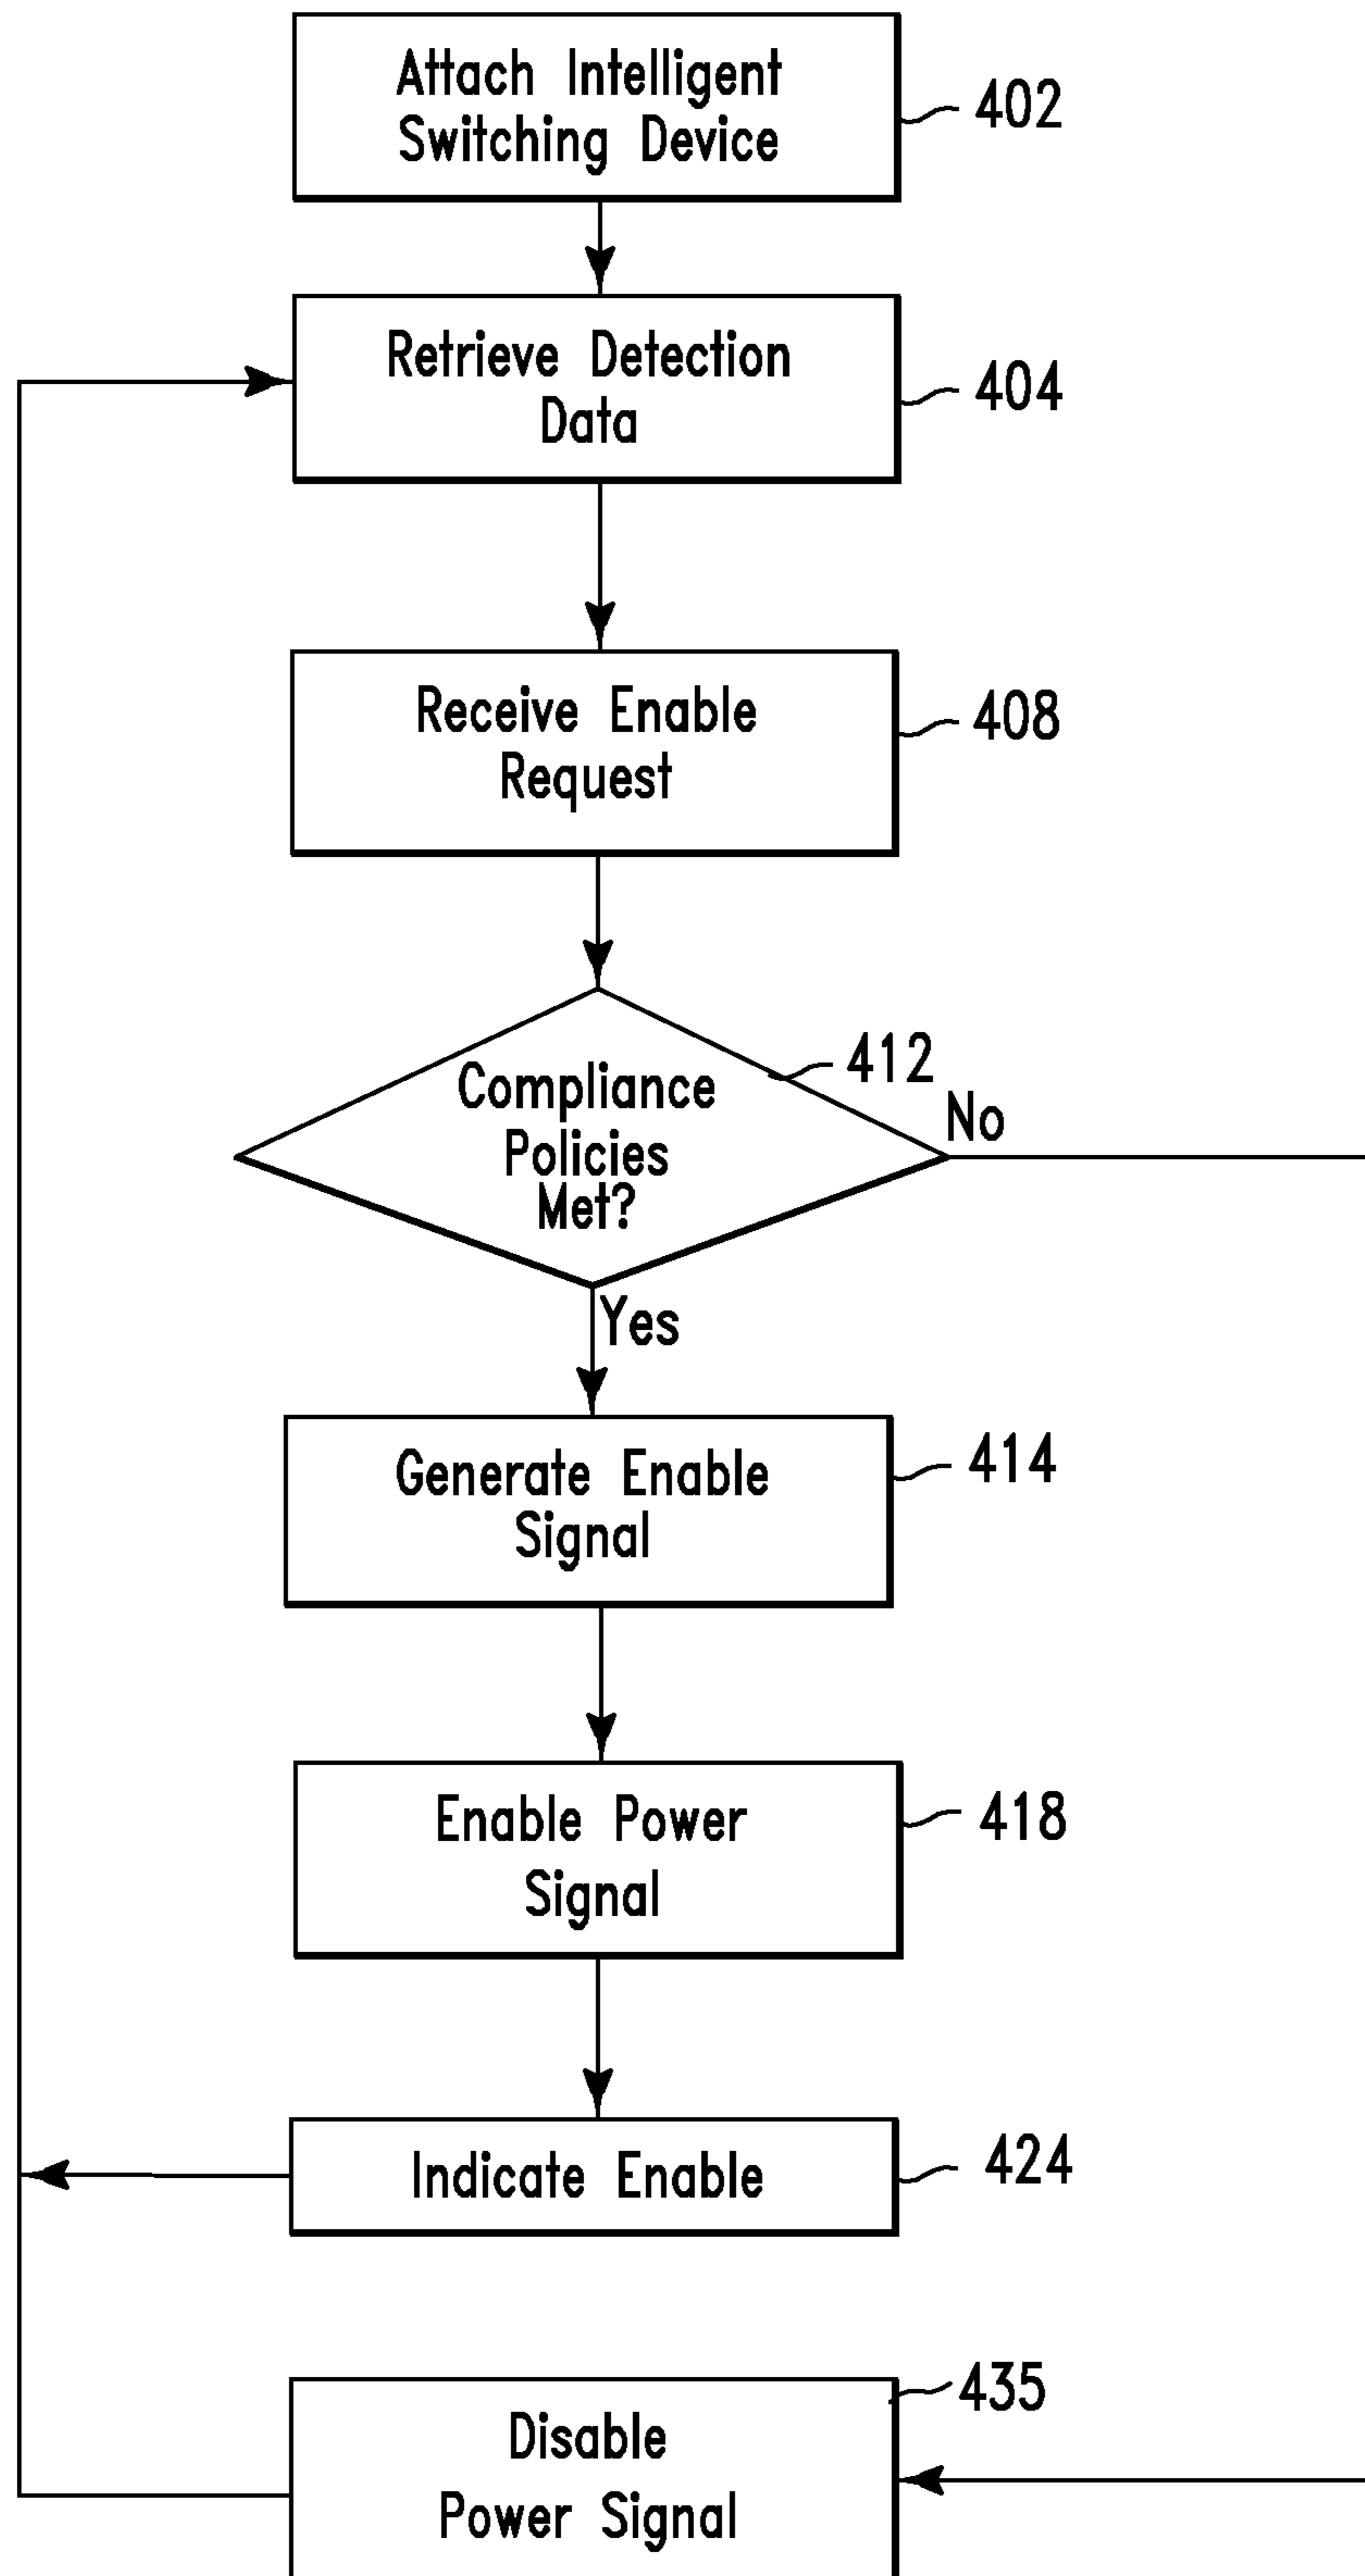 Attach Intelligent
Switching Device
402
Retrieve Detection
Data
404
Receive Enable
Request
408
Compliance
Policies
Met?
412
No
Yes
Generate Enable
Signal
414
Enable Power
Signal
418
Indicate Enable
424
Disable
Power Signal
435